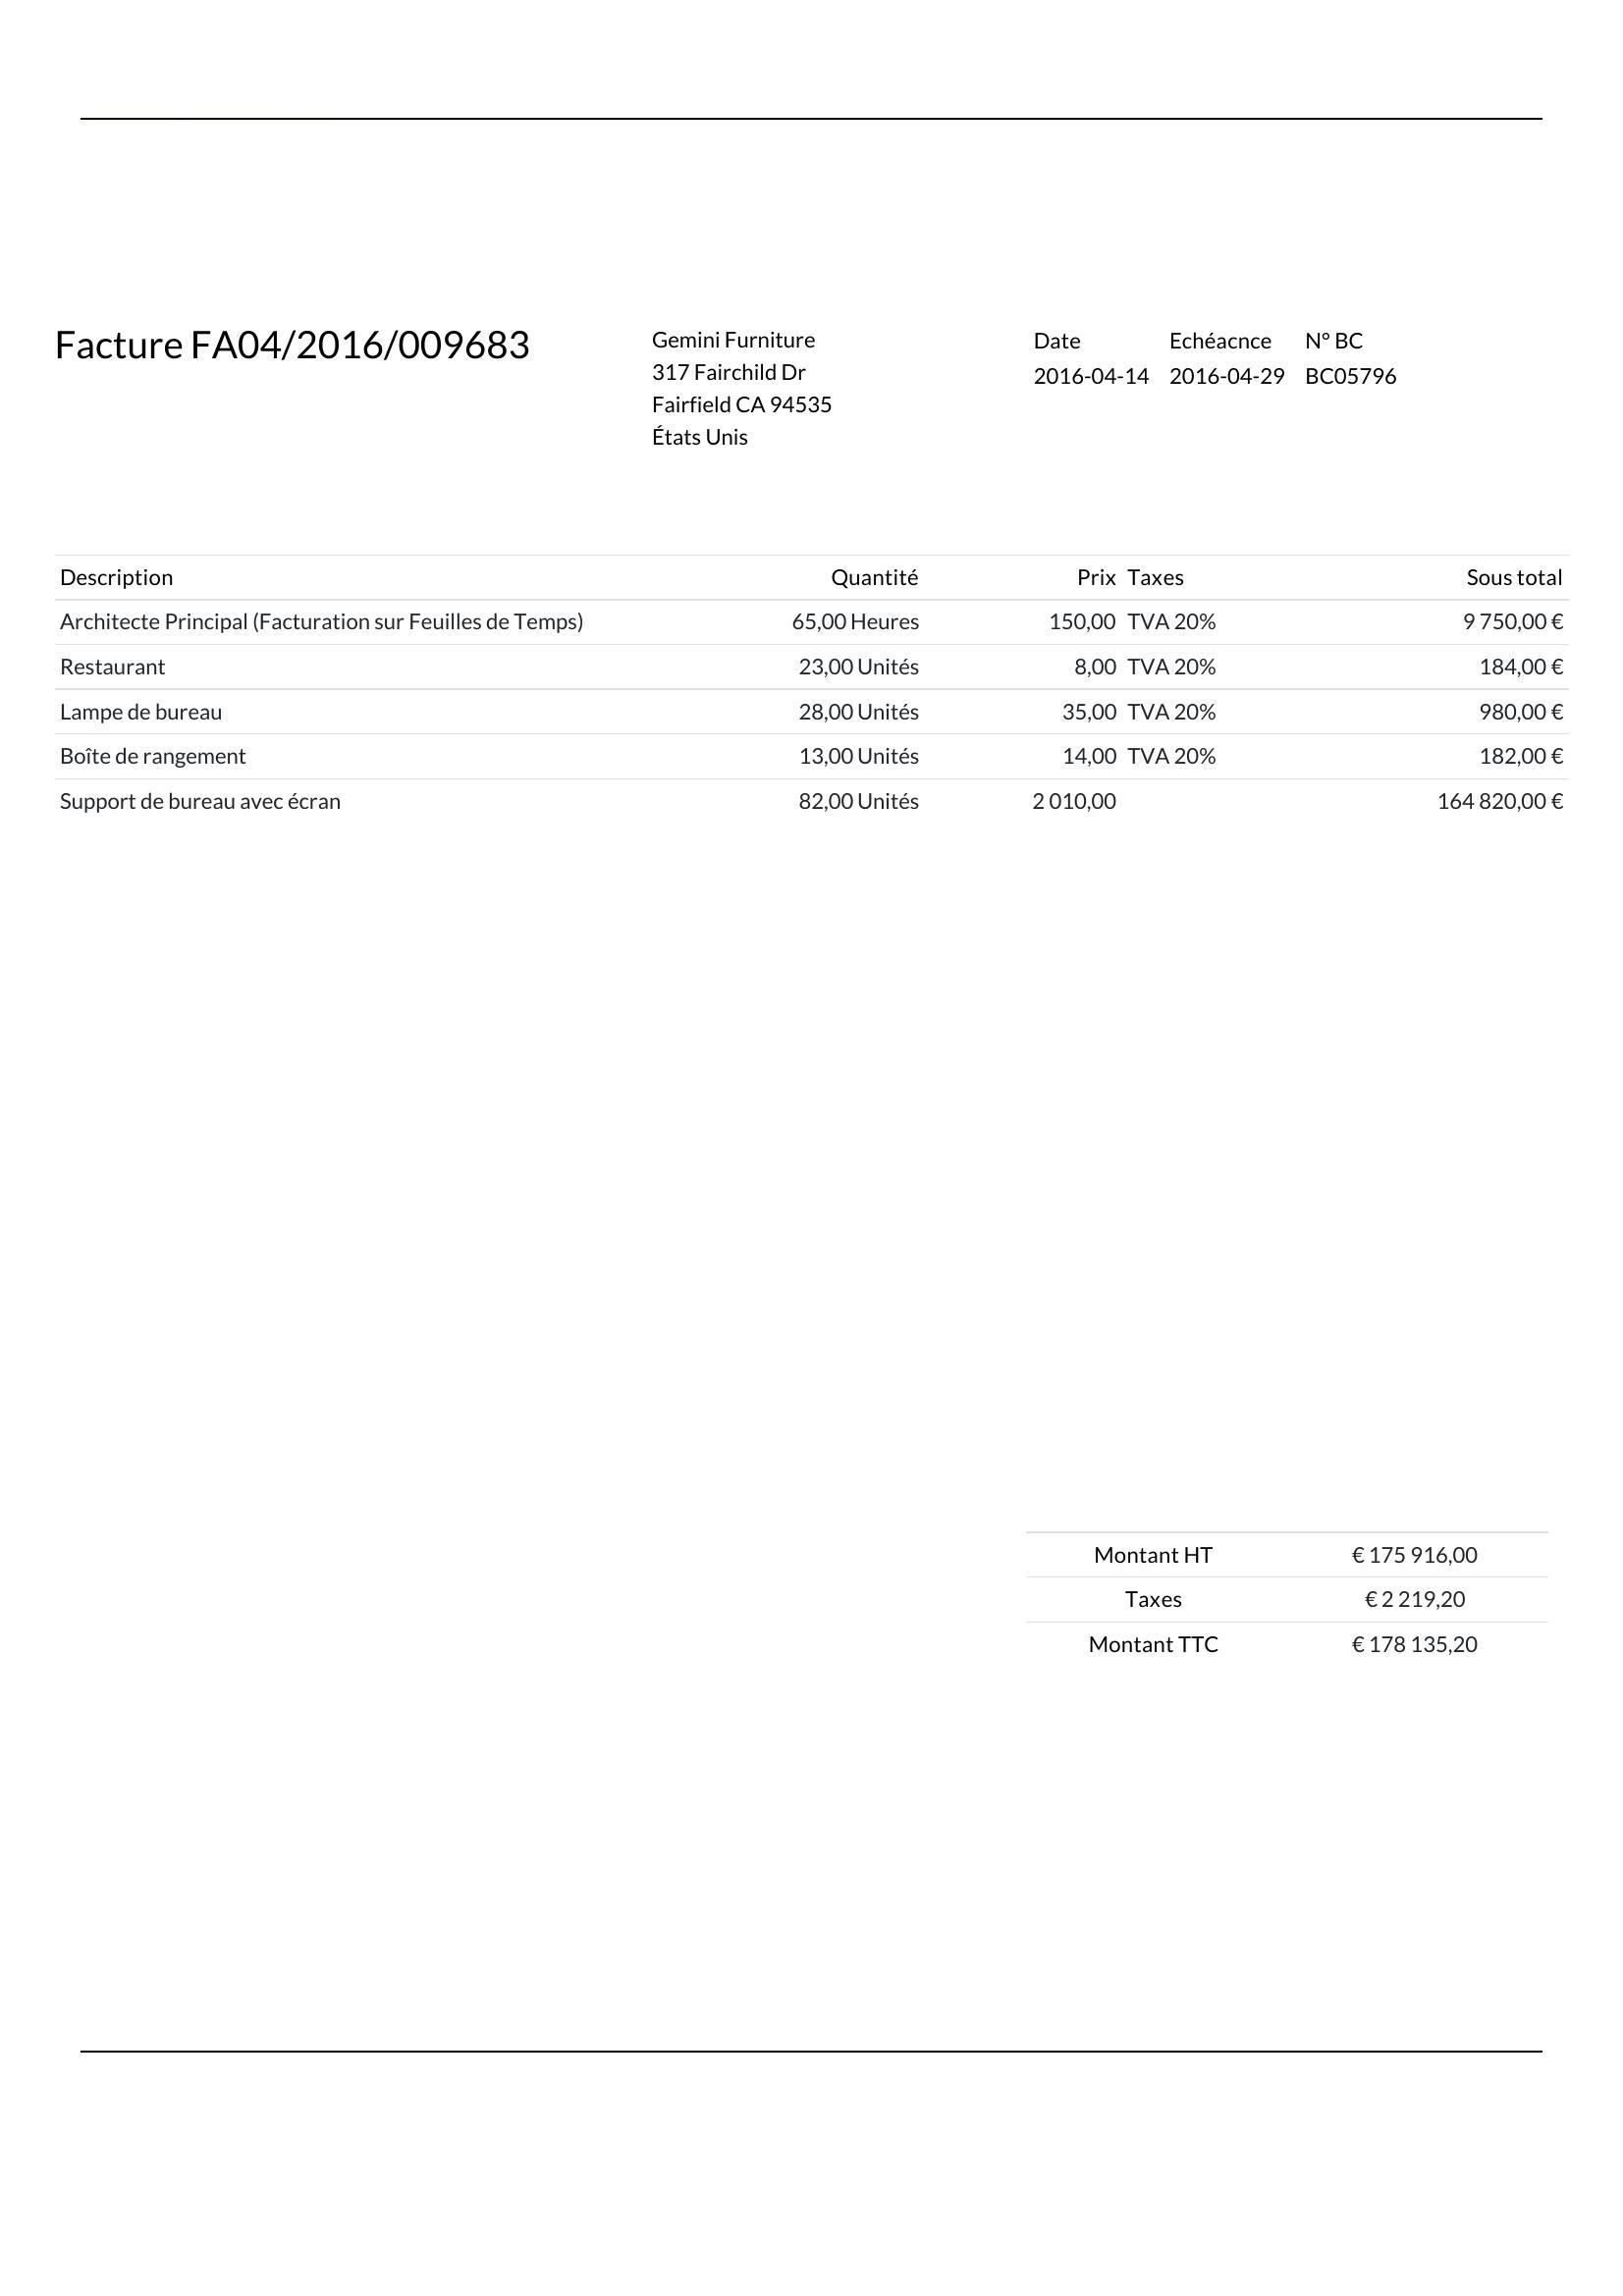 Facture FA04/2016/009683
Gemini Furniture
317 Fairchild Dr
Fairfield CA 94535
États Unis
Date Echéacnce N° BC
2016-04-14 2016-04-29 BC05796
Description Quantité Prix Taxes Sous total
Architecte Principal (Facturation sur Feuilles de Temps) 65,00 Heures 150,00 TVA 20% 9 750,00 €
Restaurant 23,00 Unités 8,00 TVA 20% 184,00 €
Lampe de bureau 28,00 Unités 35,00 TVA 20% 980,00 €
Boîte de rangement 13,00 Unités 14,00 TVA 20% 182,00 €
Support de bureau avec écran 82,00 Unités 2 010,00 164 820,00 €
Montant HT € 175 916,00
Taxes € 2 219,20
Montant TTC € 178 135,20